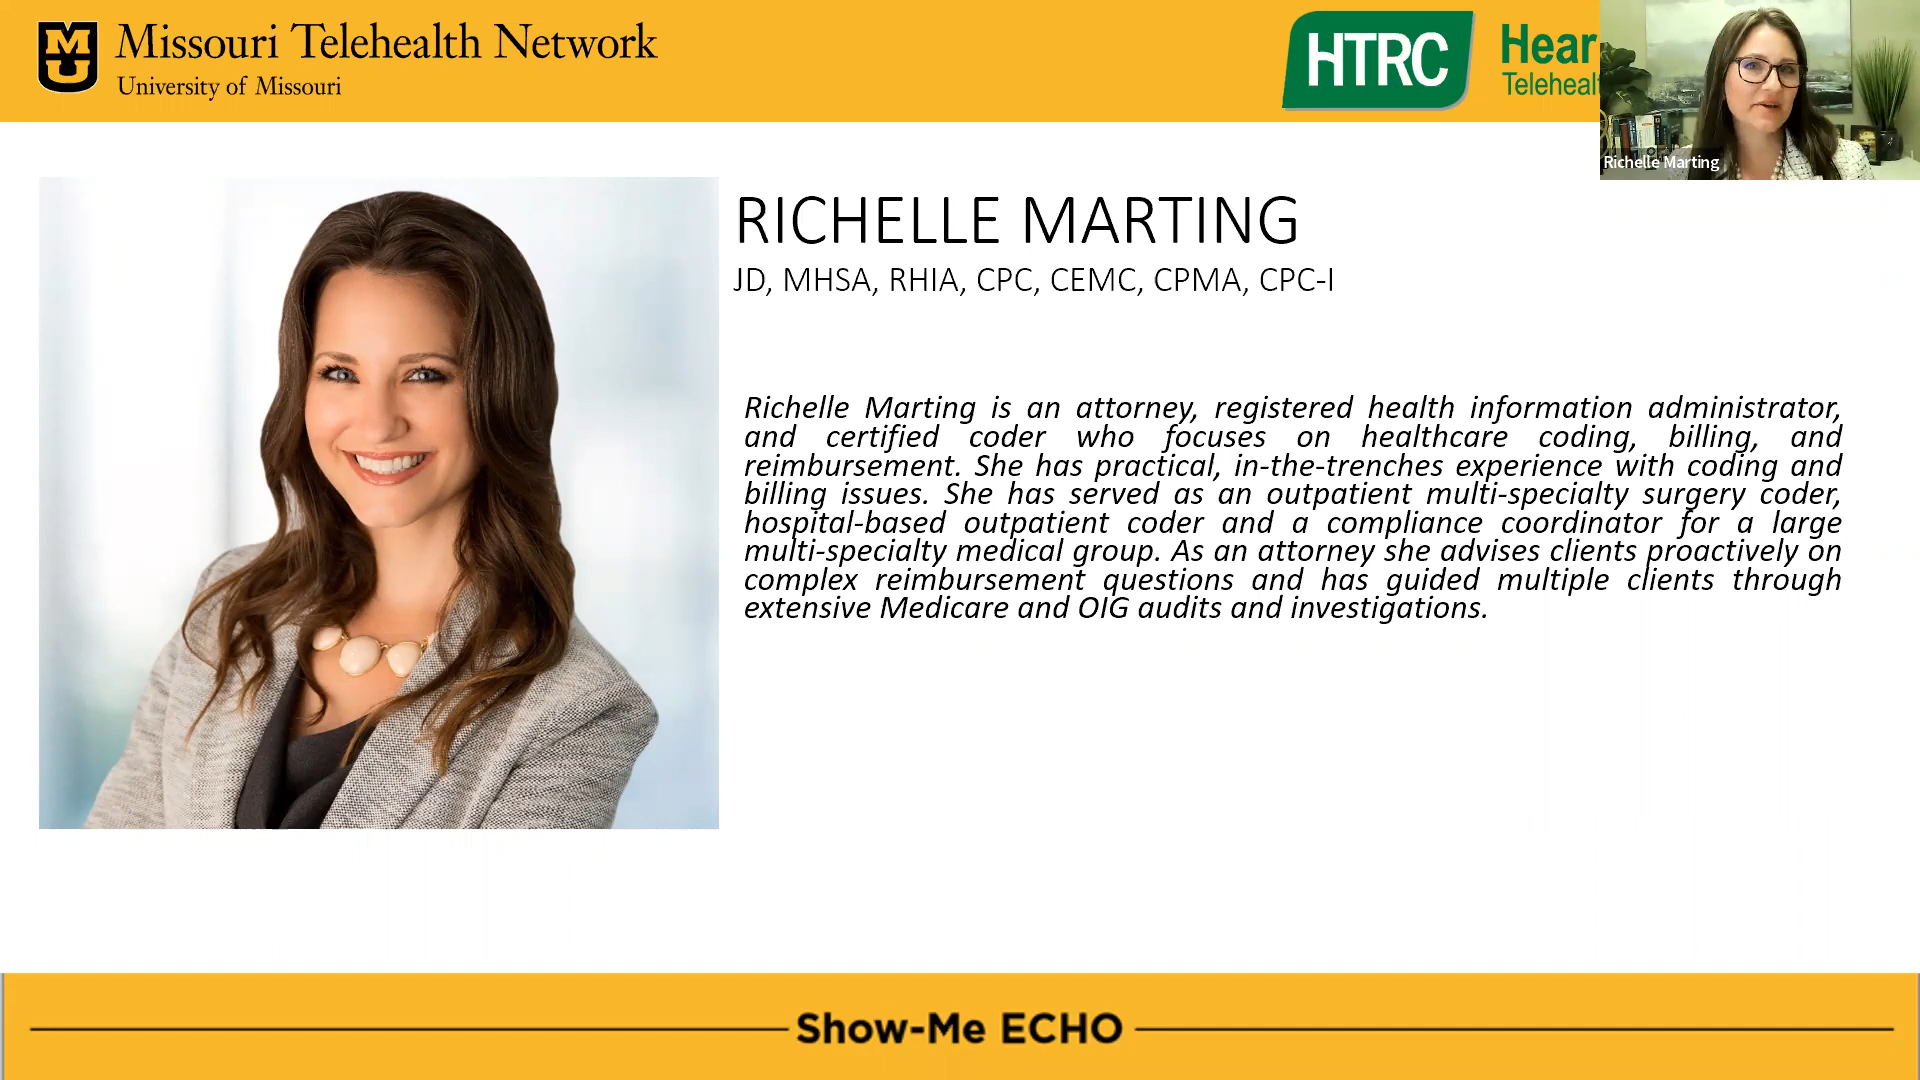 Missouri Telehealth Network
University of Missouri
HTRC
Hear
Telehealt
Richelle Marting
RICHELLE MARTING
JD, MHSA, RHIA, CPC, CEMC, CPMA, CPC-I
Richelle Marting is an attorney, registered health information administrator,
and certified coder who focuses on healthcare coding, billing, and
reimbursement. She has practical, in-the-trenches experience with coding and
billing issues. She has served as an outpatient multi-specialty surgery coder,
hospital-based outpatient coder and a compliance coordinator for a large
multi-specialty medical group. As an attorney she advises clients proactively on
complex reimbursement questions and has guided multiple clients through
extensive Medicare and OIG audits and investigations.
Show-Me ECHO